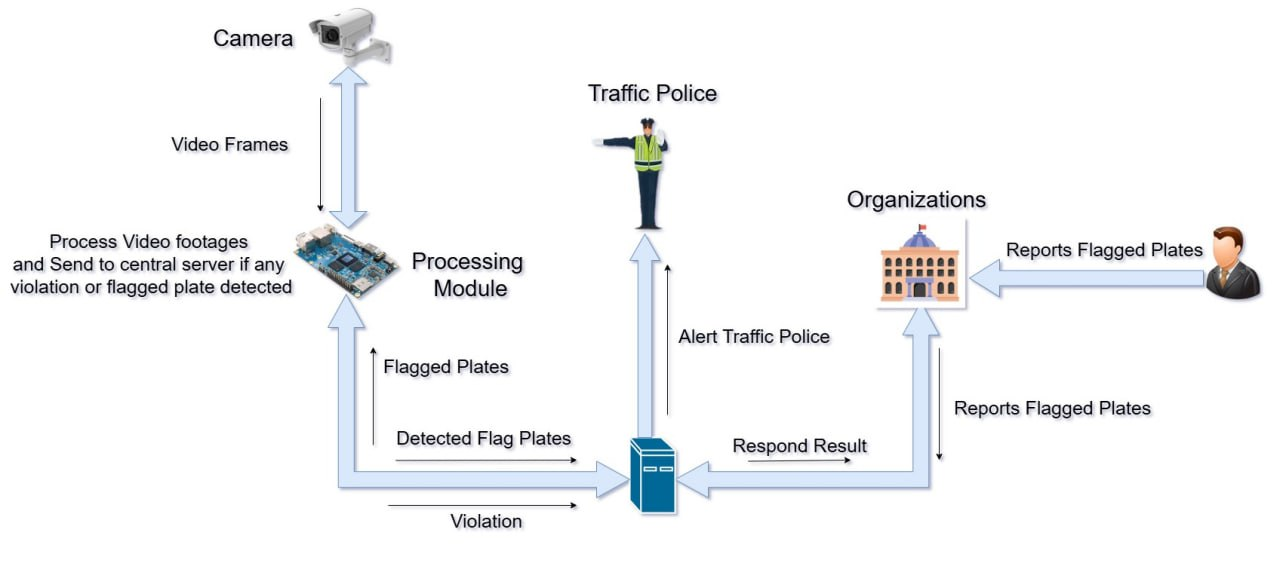 Camera
Traffic Police
Video Frames
Organizations
Process Video footages
and Send to central server if any
violation or flagged plate detected
Processing
Module
Reports Flagged Plates
Alert Traffic Police
Flagged Plates
Reports Flagged Plates
Detected Flag Plates
Respond Result
Violation